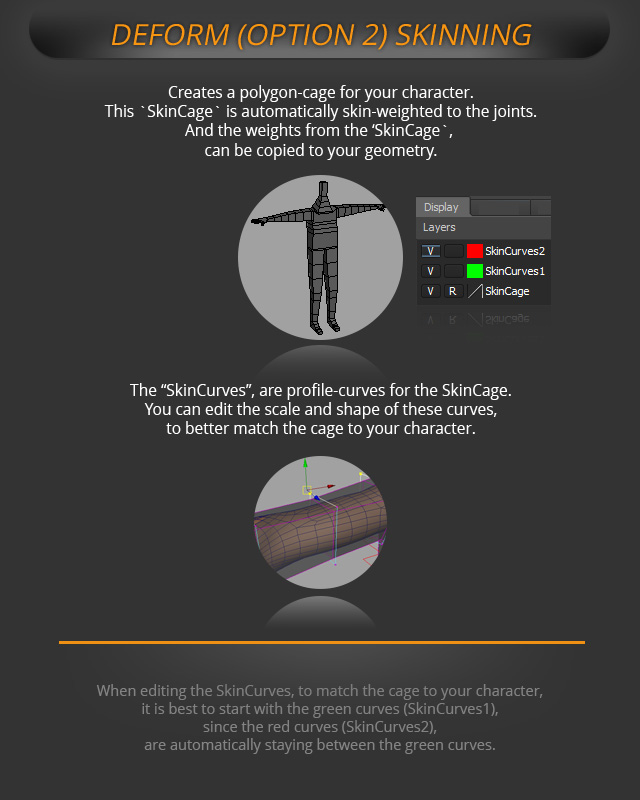 DEFORM (OPTION 2) SKINNING
Creates a polygon-cage for your character.
This `SkinCage` is automatically skin-weighted to the joints.
And the weights from the ‘SkinCage`,
can be copied to your geometry.
Display
Layers
V SkinCurves2
V SkinCurves1
V R SkinCage
The “SkinCurves”, are profile-curves for the SkinCage.
You can edit the scale and shape of these curves,
to better match the cage to your character.
When editing the SkinCurves, to match the cage to your character,
it is best to start with the green curves (SkinCurves1),
since the red curves (SkinCurves2),
are automatically staying between the green curves.